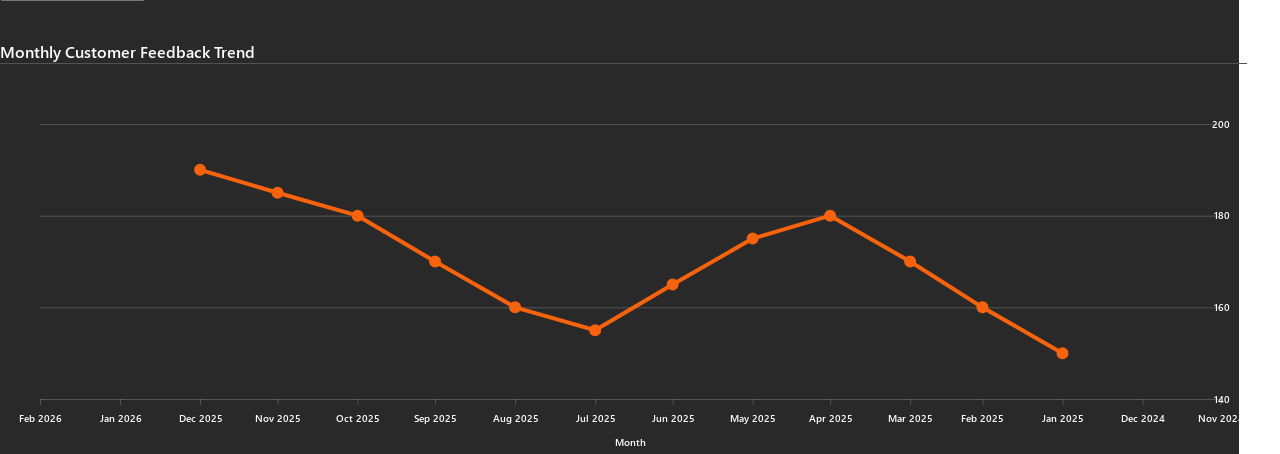 Monthly Customer Feedback Trend
200
180
160
140
Feb 2026 Jan 2026 Dec 2025 Nov 2025 Oct 2025 Sep 2025 Aug 2025 Jul 2025 Jun 2025 May 2025 Apr 2025 Mar 2025 Feb 2025 Jan 2025 Dec 2024 Nov 202
Month